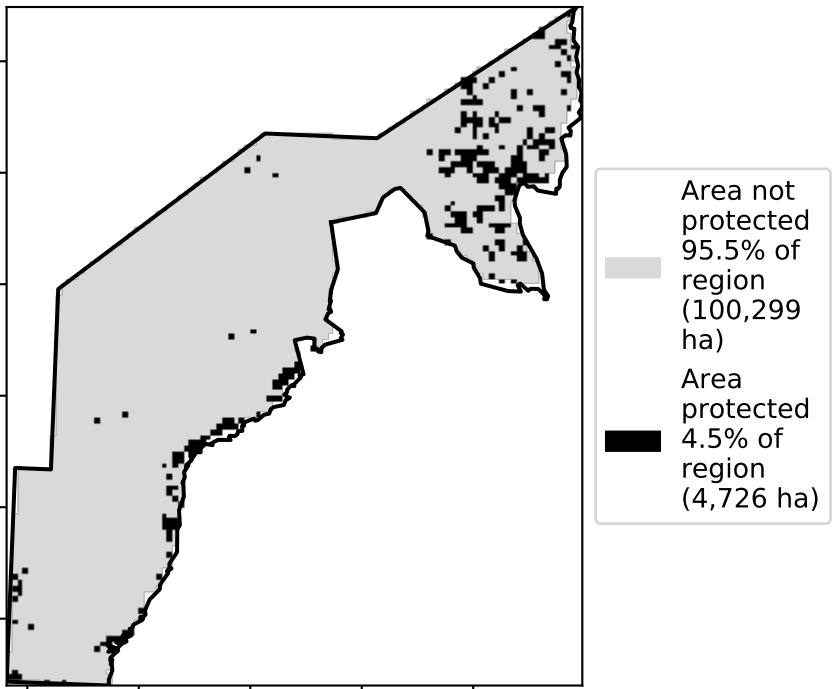 Area not
protected
95.5% of
region
(100,299
ha)
Area
protected
4.5% of
region
(4,726 ha)